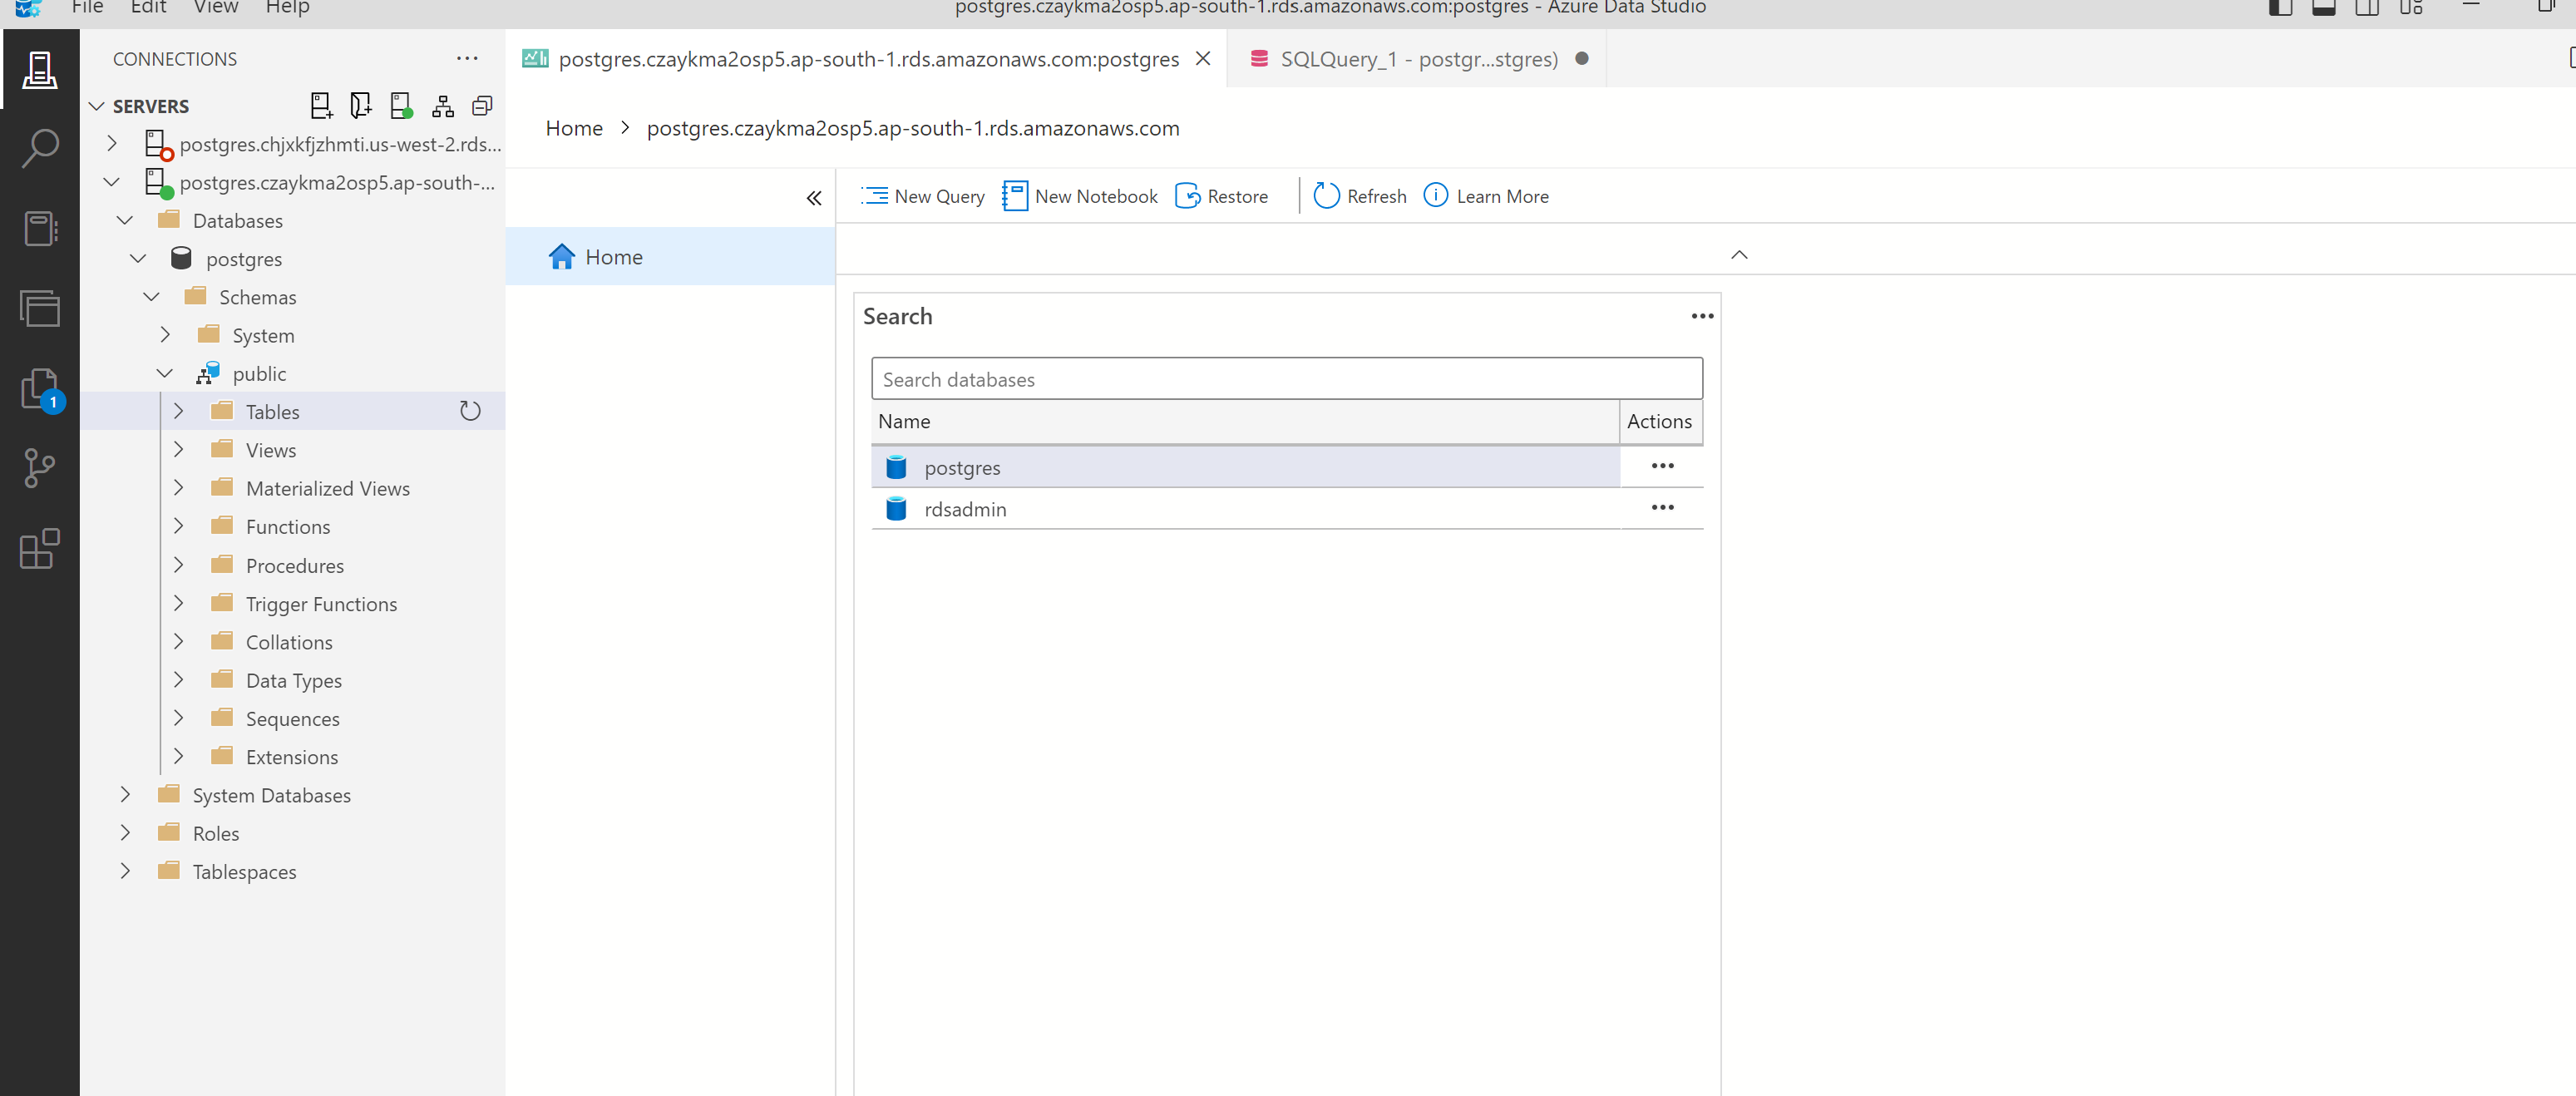 File Edit View Help
postgres.czaykma2osp5.ap-south-1.rds.amazonaws.com:postgres - Azure Data Studio
CONNECTIONS
SERVERS
postgres.chjxkfjzhmti.us-west-2.rds...
postgres.czaykma2osp5.ap-south-...
Databases
postgres
Schemas
System
public
Tables
Views
Materialized Views
Functions
Procedures
Trigger Functions
Collations
Data Types
Sequences
Extensions
System Databases
Roles
Tablespaces
1
postgres.czaykma2osp5.ap-south-1.rds.amazonaws.com:postgres
SQLQuery_1 - postgr...stgres)
Home > postgres.czaykma2osp5.ap-south-1.rds.amazonaws.com
New Query New Notebook Restore Refresh Learn More
Home
Search
Search databases
Name Actions
postgres
rdsadmin